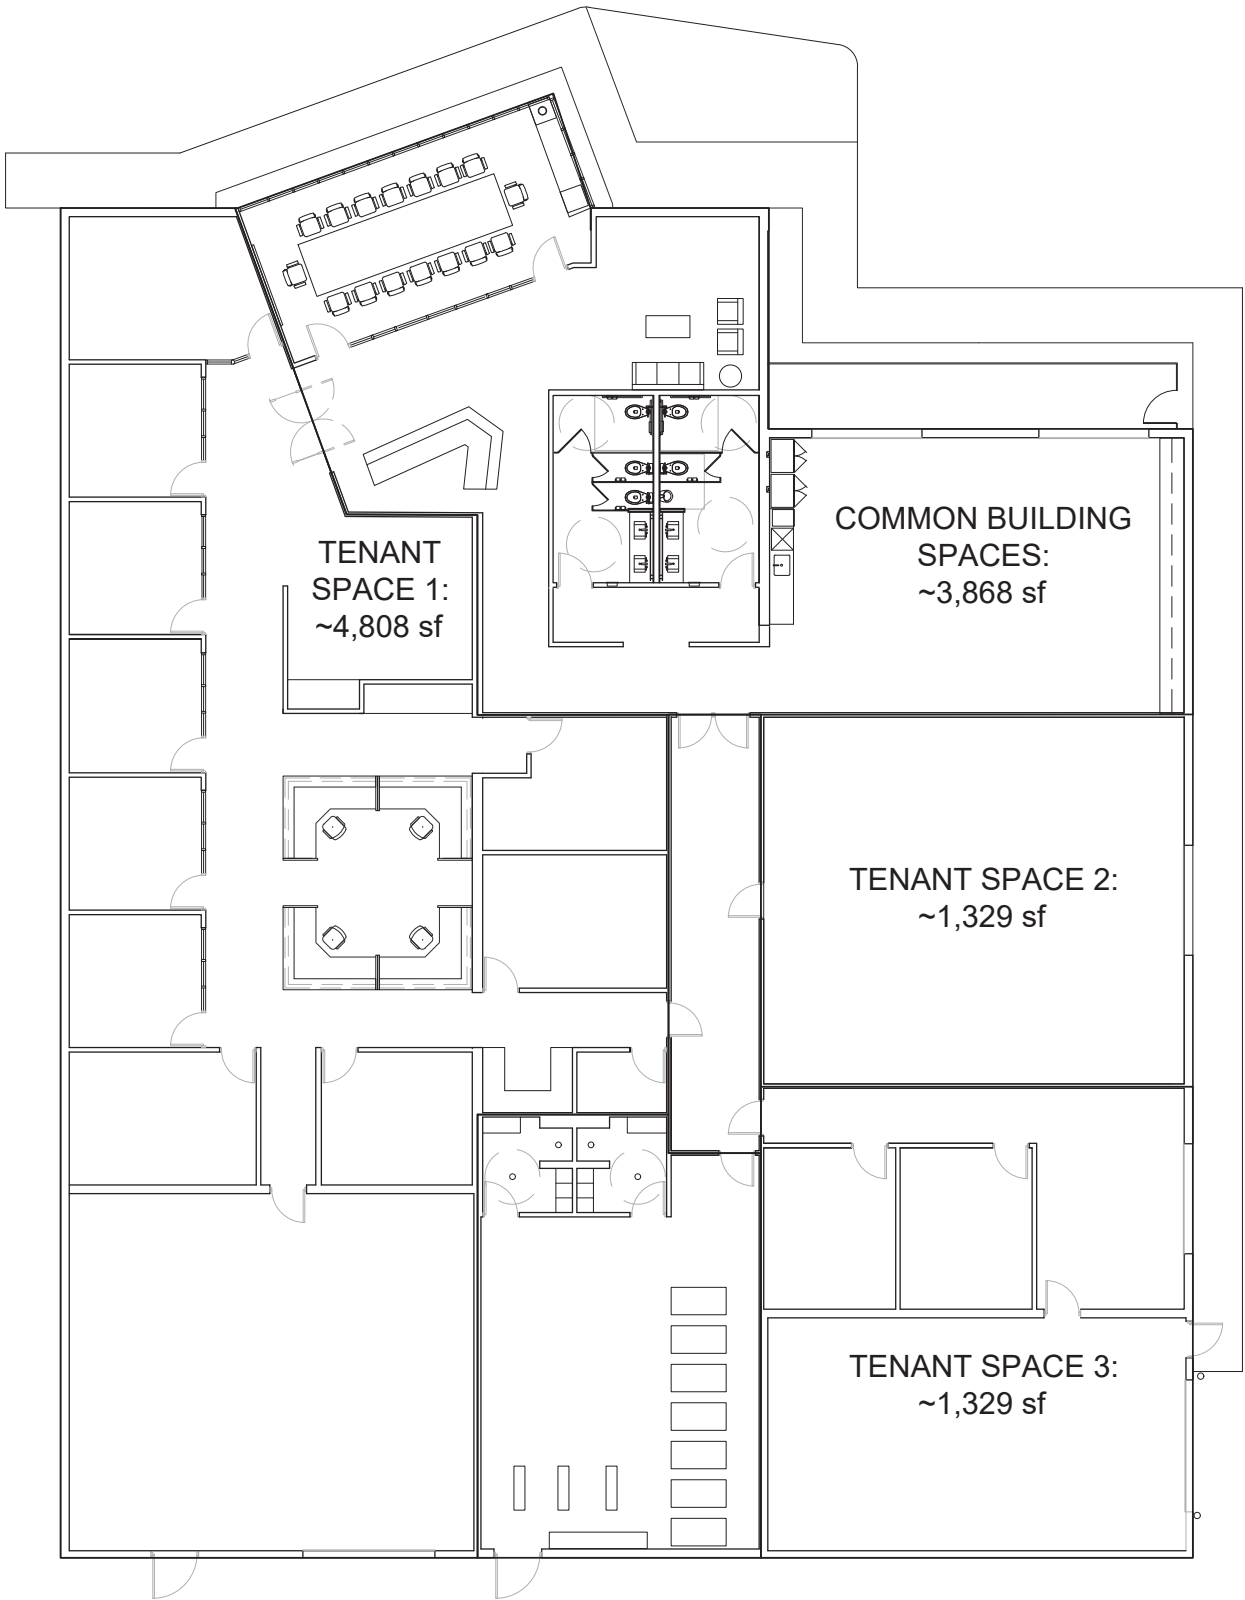 COMMON BUILDING
SPACES:
~3,868 sf
TENANT
SPACE 1:
~4,808 sf
TENANT SPACE 2:
~1,329 sf
TENANT SPACE 3:
~1,329 sf